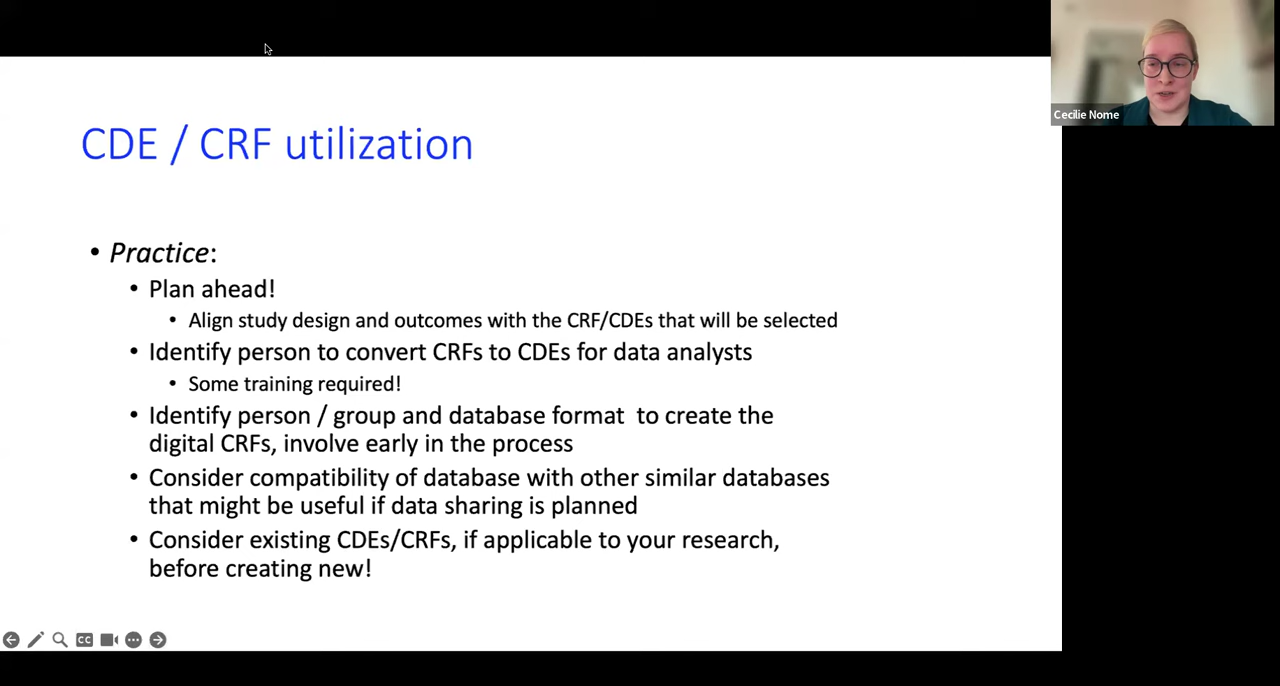 Cecilie Nome
CDE / CRF utilization
• Practice:
• Plan ahead!
• Align study design and outcomes with the CRF/CDEs that will be selected
• Identify person to convert CRFs to CDEs for data analysts
• Some training required!
• Identify person / group and database format  to create the
digital CRFs, involve early in the process
• Consider compatibility of database with other similar databases
that might be useful if data sharing is planned
• Consider existing CDEs/CRFs, if applicable to your research,
before creating new!
CC